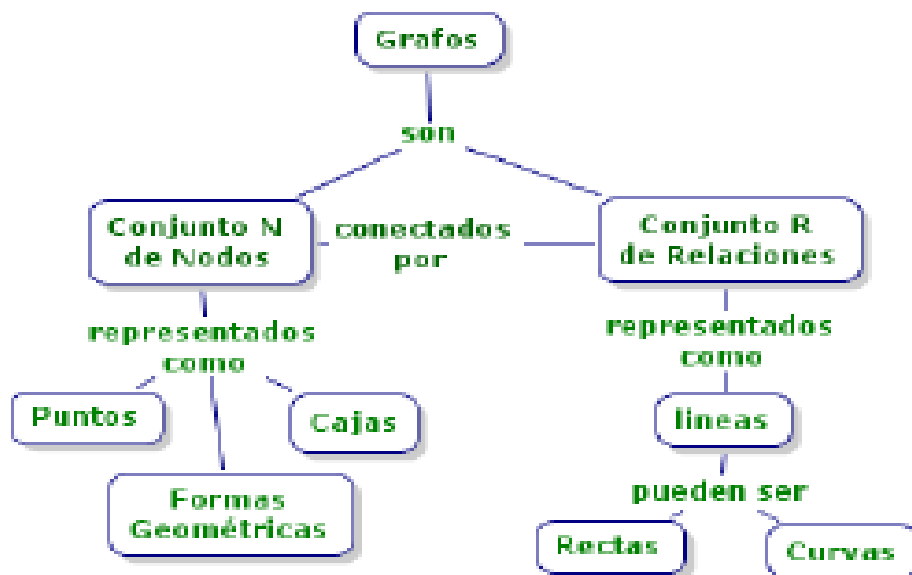 Grafos
son
Conjunto N
de Nodos
conectados
por
Conjunto R
de Relaciones
representados
como
Puntos
Cajas
Formas
Geométricas
representados
como
lineas
pueden ser
Rectas
Curvas